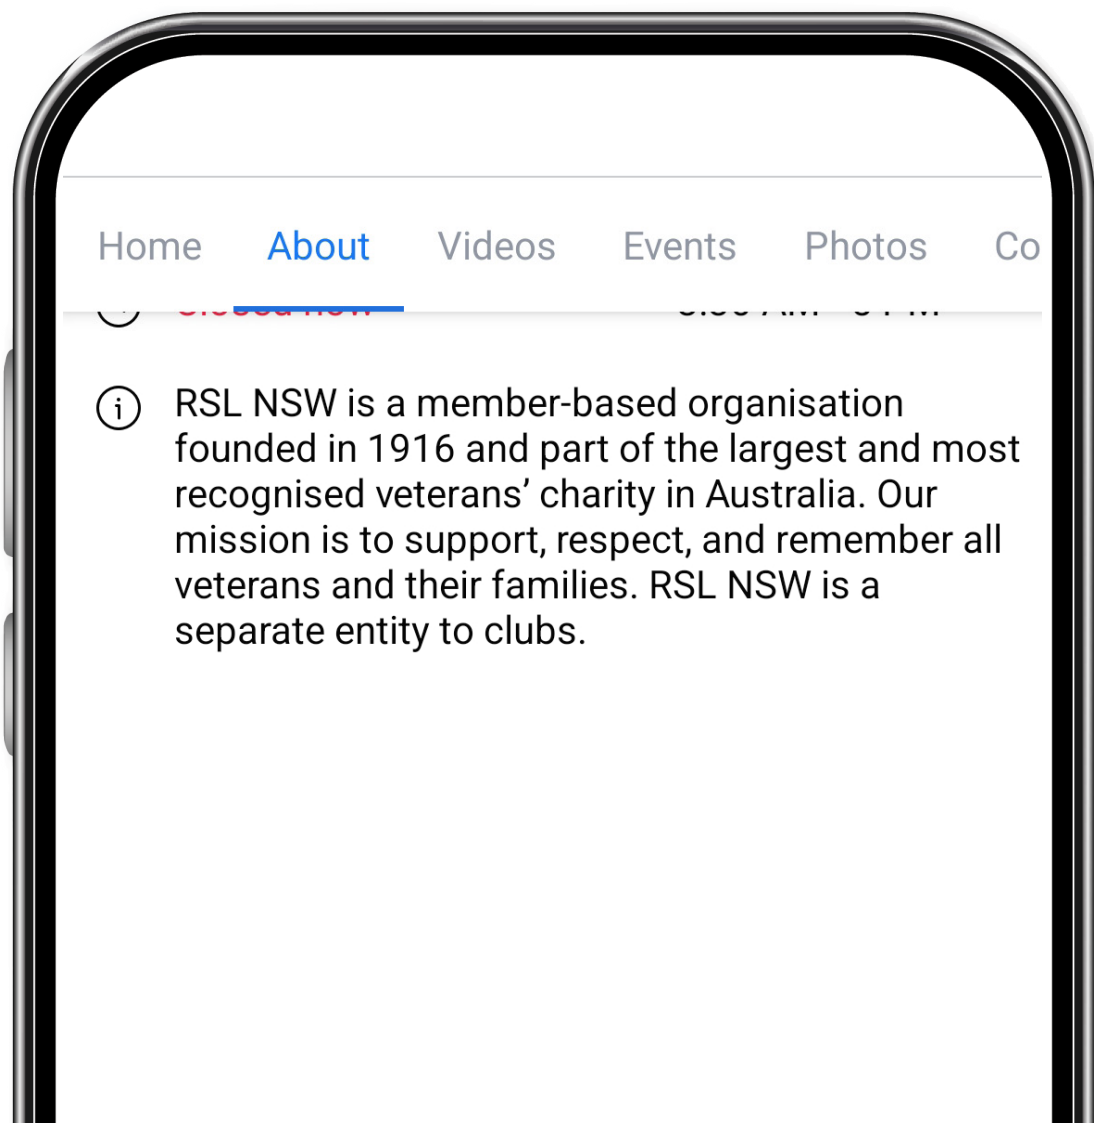 Home About Videos Events Photos Co
RSL NSW is a member-based organisation
founded in 1916 and part of the largest and most
recognised veterans’ charity in Australia. Our
mission is to support, respect, and remember all
veterans and their families. RSL NSW is a
separate entity to clubs.